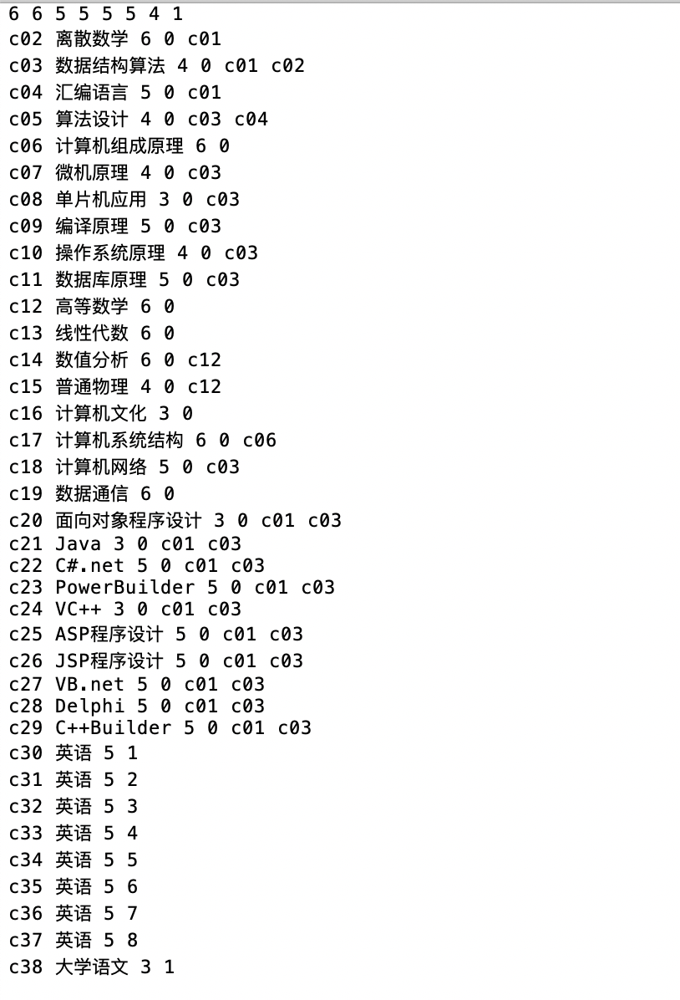 6 6 5 5 5 5 4 1
c02 离散数学 6 0 c01
c03 数据结构算法 4 0 c01 c02
c04 汇编语言 5 0 c01
c05 算法设计 4 0 c03 c04
c06 计算机组成原理 6 0
c07 微机原理 4 0 c03
c08 单片机应用 3 0 c03
c09 编译原理 5 0 c03
c10 操作系统原理 4 0 c03
c11 数据库原理 5 0 c03
c12 高等数学 6 0
c13 线性代数 6 0
c14 数值分析 6 0 c12
c15 普通物理 4 0 c12
c16 计算机文化 3 0
c17 计算机系统结构 6 0 c06
c18 计算机网络 5 0 c03
c19 数据通信 6 0
c20 面向对象程序设计 3 0 c01 c03
c21 Java 3 0 c01 c03
c22 C#.net 5 0 c01 c03
c23 PowerBuilder 5 0 c01 c03
c24 VC++ 3 0 c01 c03
c25 ASP程序设计 5 0 c01 c03
c26 JSP程序设计 5 0 c01 c03
c27 VB.net 5 0 c01 c03
c28 Delphi 5 0 c01 c03
c29 C++Builder 5 0 c01 c03
c30 英语 5 1
c31 英语 5 2
c32 英语 5 3
c33 英语 5 4
c34 英语 5 5
c35 英语 5 6
c36 英语 5 7
c37 英语 5 8
c38 大学语文 3 1